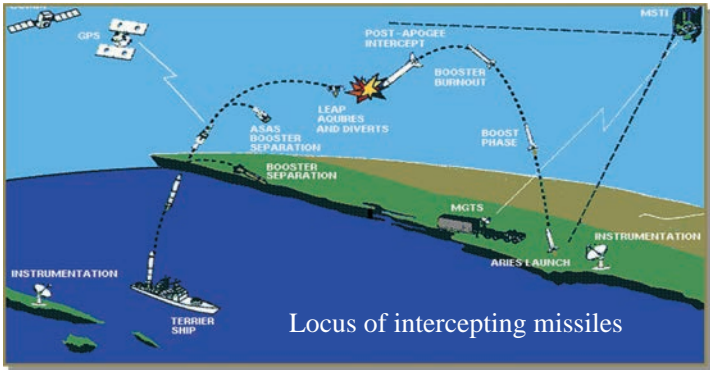 GPS
MSTI
POST-APOGEE
INTERCEPT
BOOSTER
BURNOUT
LEAP
AQUIRES
AND DIVERTS
ASAS
BOOSTER
SEPARATION
BOOST
PHASE
BOOSTER
SEPARATION
MGTS
INSTRUMENTATION
ARIES LAUNCH
INSTRUMENTATION
TERRIER
SHIP
Locus of intercepting missiles